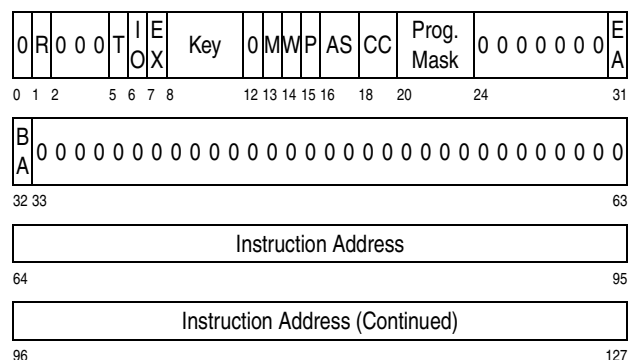 0 R 0 0 0 T IO EX Key 0 M W P AS CC Prog. Mask 0 0 0 0 0 0 0 EA
0 1 2 5 6 7 8 12 13 14 15 16 18 20 24 31
BA 0 0 0 0 0 0 0 0 0 0 0 0 0 0 0 0 0 0 0 0 0 0 0 0 0 0 0 0 0 0 0
32 33 63
Instruction Address
64 95
Instruction Address (Continued)
96 127